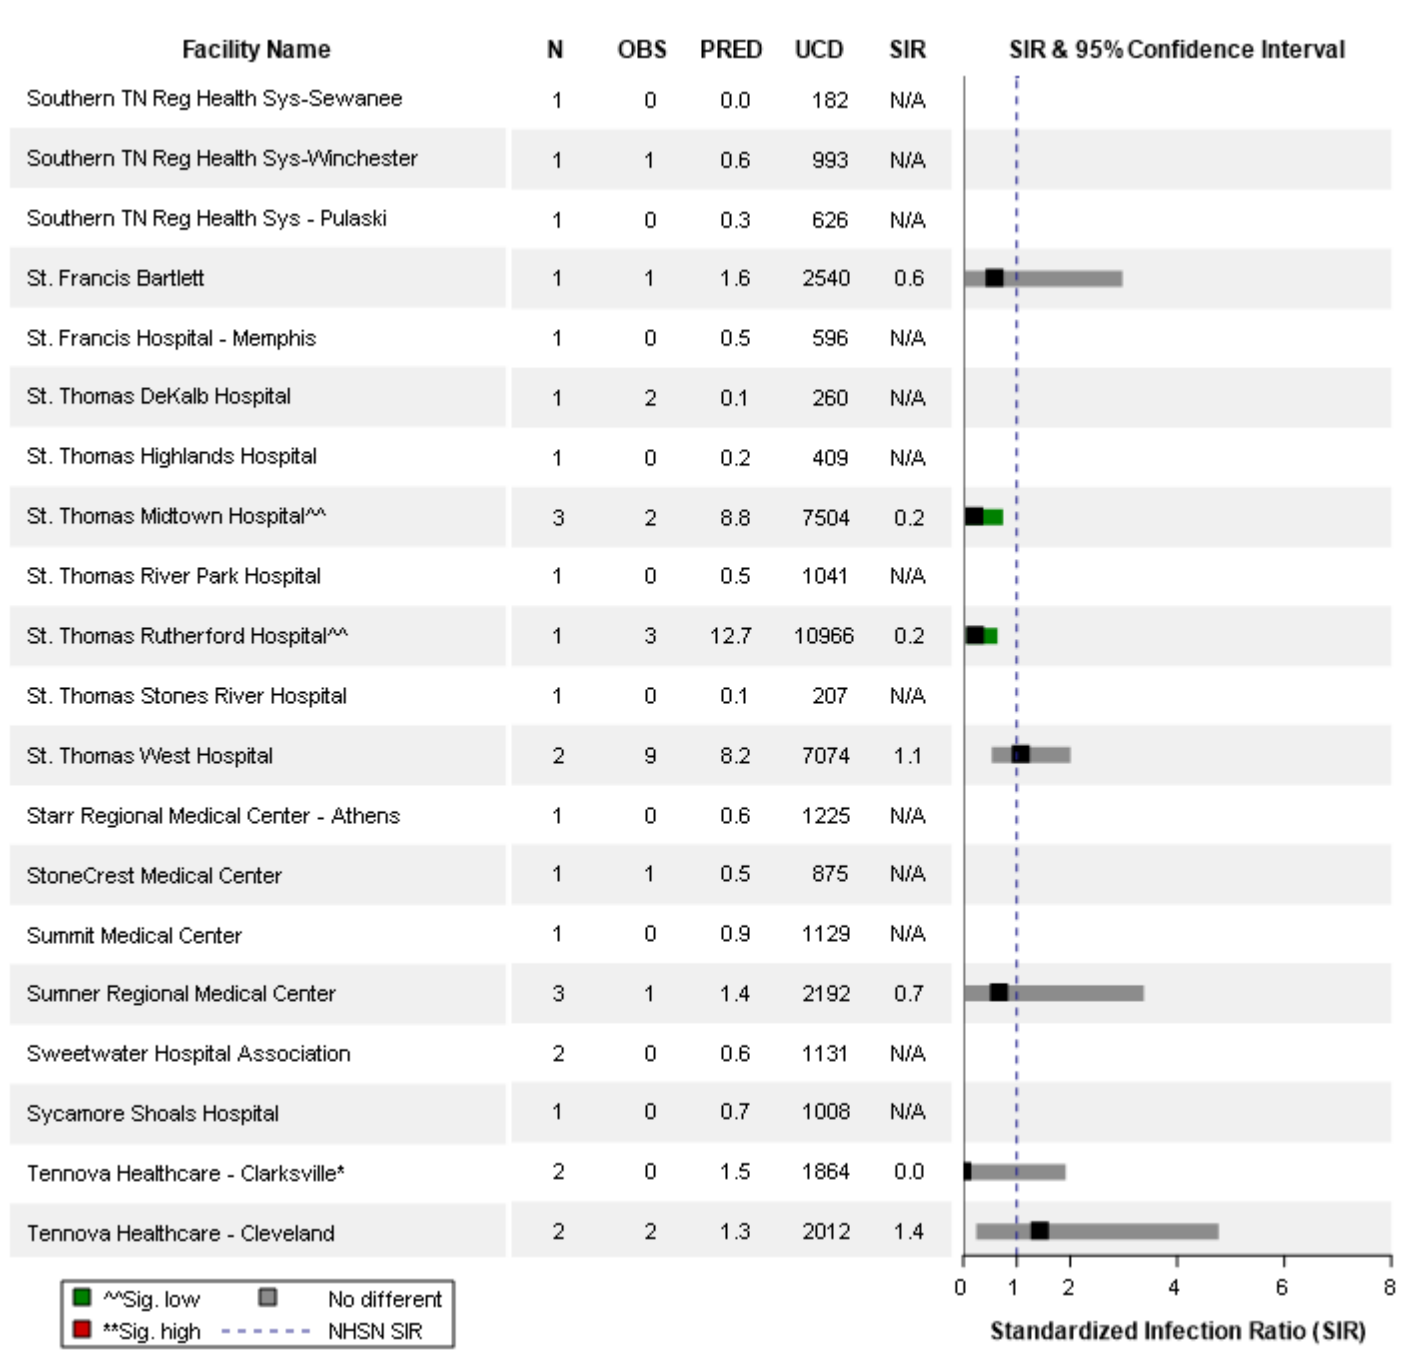 Facility Name N OBS PRED UCD SIR SIR & 95% Confidence Interval
Southern TN Reg Health Sys-Sewanee 1 0 0.0 182 N/A
Southern TN Reg Health Sys-Winchester 1 1 0.6 993 N/A
Southern TN Reg Health Sys - Pulaski 1 0 0.3 626 N/A
St. Francis Bartlett 1 1 1.6 2540 0.6
St. Francis Hospital - Memphis 1 0 0.5 596 N/A
St. Thomas DeKalb Hospital 1 2 0.1 260 N/A
St. Thomas Highlands Hospital 1 0 0.2 409 N/A
St. Thomas Midtown Hospital^^ 3 2 8.8 7504 0.2
St. Thomas River Park Hospital 1 0 0.5 1041 N/A
St. Thomas Rutherford Hospital^^ 1 3 12.7 10966 0.2
St. Thomas Stones River Hospital 1 0 0.1 207 N/A
St. Thomas West Hospital 2 9 8.2 7074 1.1
Starr Regional Medical Center - Athens 1 0 0.6 1225 N/A
StoneCrest Medical Center 1 1 0.5 875 N/A
Summit Medical Center 1 0 0.9 1129 N/A
Sumner Regional Medical Center 3 1 1.4 2192 0.7
Sweetwater Hospital Association 2 0 0.6 1131 N/A
Sycamore Shoals Hospital 1 0 0.7 1008 N/A
Tennova Healthcare - Clarksville* 2 0 1.5 1864 0.0
Tennova Healthcare - Cleveland 2 2 1.3 2012 1.4
0 1 2 4 6 8
^^Sig. low No different
**Sig. high NHSN SIR
Standardized Infection Ratio (SIR)